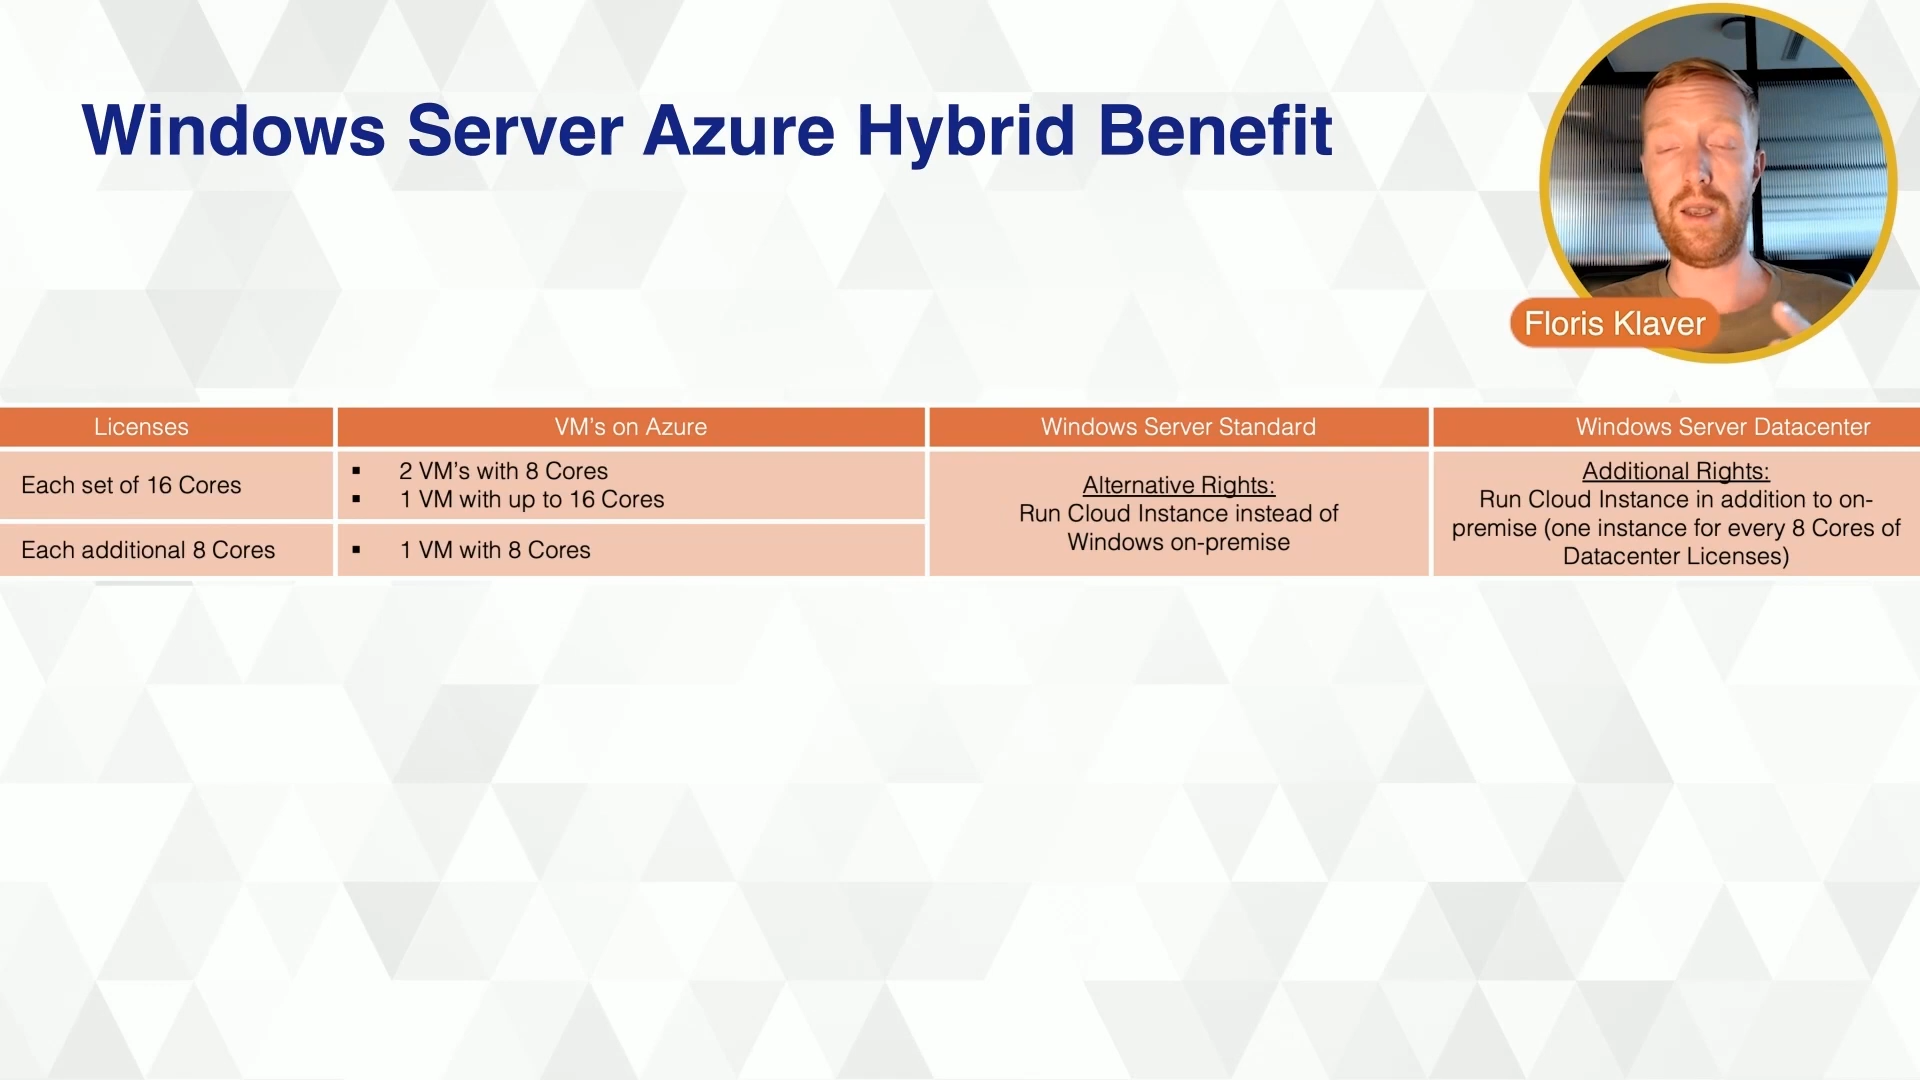 Windows Server Azure Hybrid Benefit
Floris Klaver
Licenses
VM's on Azure
Windows Server Standard
Windows Server Datacenter
Each set of 16 Cores
▪ 2 VM's with 8 Cores
▪ 1 VM with up to 16 Cores
Alternative Rights:
Run Cloud Instance instead of
Windows on-premise
Additional Rights:
Run Cloud Instance in addition to on-
premise (one instance for every 8 Cores of
Datacenter Licenses)
Each additional 8 Cores
▪ 1 VM with 8 Cores